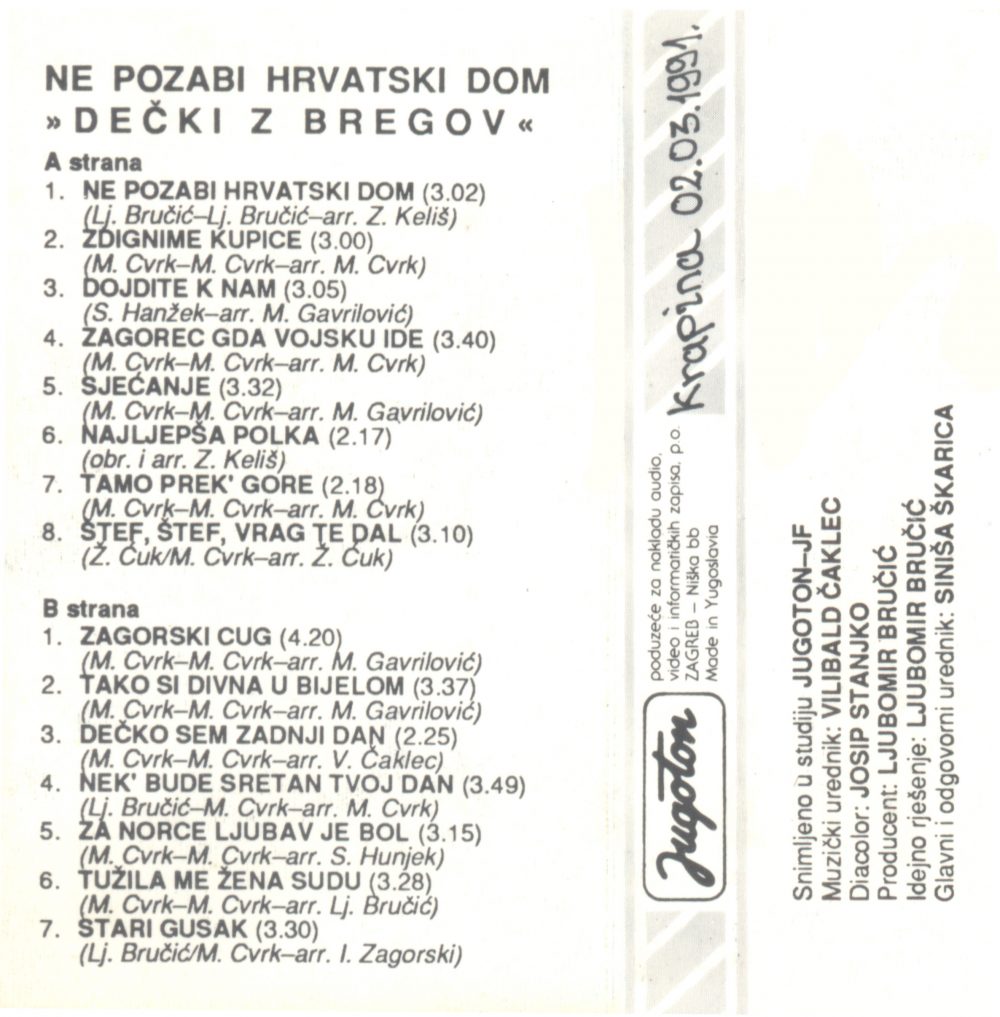 NE POZABI HRVATSKI DOM
»DEČKI Z BREGOV«
A strana
1. NE POZABI HRVATSKI DOM (3.02)
(Lj. Bručić–Lj. Bručić–arr. Z. Keliš)
2. ZDIGNIME KUPICE (3.00)
(M. Cvrk–M. Cvrk–arr. M. Cvrk)
3. DOJDITE K NAM (3.05)
(S. Hanžek–arr. M. Gavrilović)
4. ZAGOREC GDA VOJSKU IDE (3.40)
(M. Cvrk–M. Cvrk–arr. M. Cvrk)
5. SJEĆANJE (3.32)
(M. Cvrk–M. Cvrk–arr. M. Gavrilović)
6. NAJLJEPŠA POLKA (2.17)
(obr. i arr. Z. Keliš)
7. TAMO PREK' GORE (2.18)
(M. Cvrk–M. Cvrk–arr. M. Cvrk)
8. ŠTEF, ŠTEF, VRAG TE DAL (3.10)
(Ž. Čuk/M. Cvrk–arr. Ž. Čuk)
B strana
1. ZAGORSKI CUG (4.20)
(M. Cvrk–M. Cvrk–arr. M. Gavrilović)
2. TAKO SI DIVNA U BIJELOM (3.37)
(M. Cvrk–M. Cvrk–arr. M. Gavrilović)
3. DEČKO SEM ZADNJI DAN (2.25)
(M. Cvrk–M. Cvrk–arr. V. Čaklec)
4. NEK' BUDE SRETAN TVOJ DAN (3.49)
(Lj. Bručić–M. Cvrk–arr. M. Cvrk)
5. ZA NORCE LJUBAV JE BOL (3.15)
(M. Cvrk–M. Cvrk–arr. S. Hunjek)
6. TUŽILA ME ŽENA SUDU (3.28)
(M. Cvrk–M. Cvrk–arr. Lj. Bručić)
7. STARI GUSAK (3.30)
(Lj. Bručić/M. Cvrk–arr. I. Zagorski)
Jugoton
poduzeće za nakladu audio,
video i informatičkih zapisa, p.o.
ZAGREB – Niška bb
Made in Yugoslavia
Krapina 02.03.1991.
Snimljeno u studiju JUGOTON–JF
Muzički urednik: VILIBALD ČAKLEC
Diacolor: JOSIP STANJKO
Producent: LJUBOMIR BRUČIĆ
Idejno rješenje: LJUBOMIR BRUČIĆ
Glavni i odgovorni urednik: SINIŠA ŠKARICA